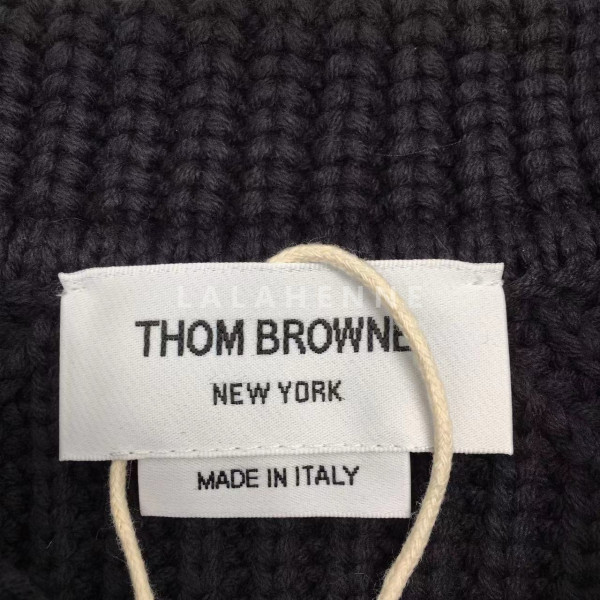 LALAHENNE
THOM BROWNE
NEW YORK
MADE IN ITALY